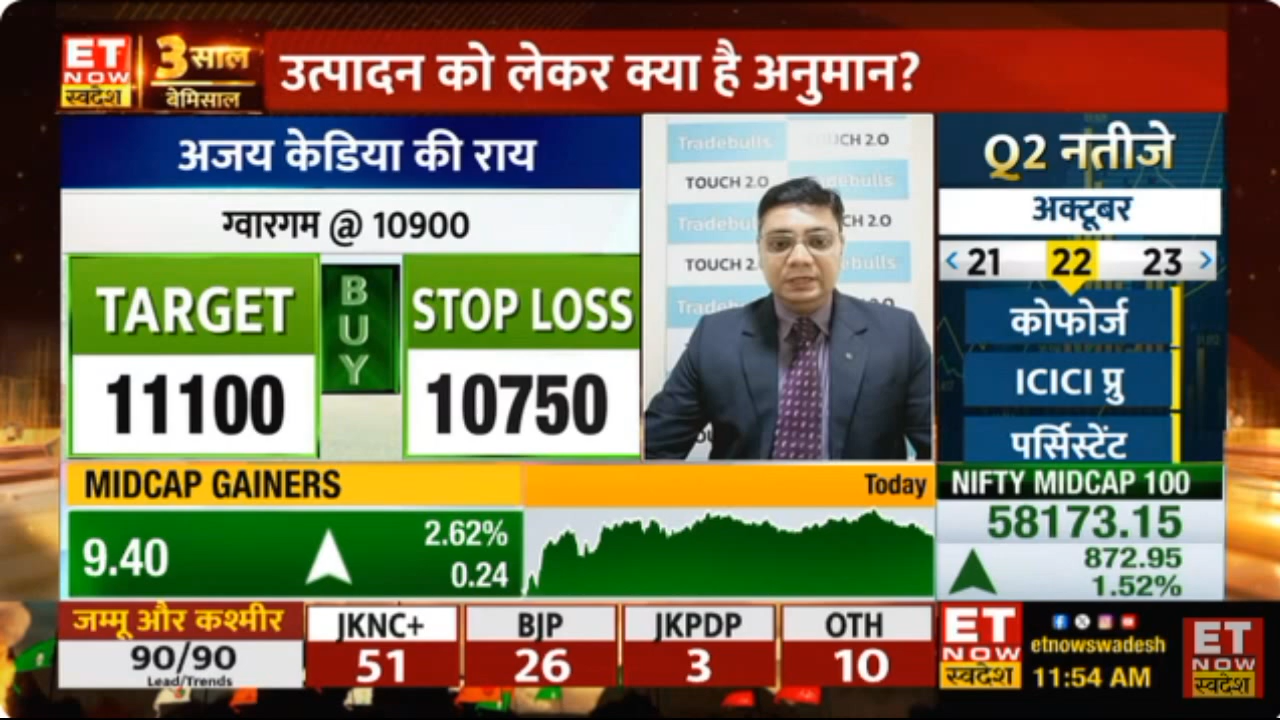 ET
NOW
स्वदेश
3 साल
बेमिसाल
उत्पादन को लेकर क्या है अनुमान?
अजय केडिया की राय
ग्वारगम @ 10900
TARGET
11100
BUY
STOP LOSS
10750
Tradebulls
TOUCH 2.0
TOUCH 2.0
Q2 नतीजे
अक्टूबर
< 21 22 23 >
कोफोर्ज
ICICI प्रु
पर्सिस्टेंट
MIDCAP GAINERS
Today
9.40
2.62%
0.24
NIFTY MIDCAP 100
58173.15
872.95
1.52%
जम्मू और कश्मीर
90/90
Lead/Trends
JKNC+
51
BJP
26
JKPDP
3
OTH
10
ET
NOW
स्वदेश
etnowswadesh
11:54 AM
ET
NOW
स्वदेश